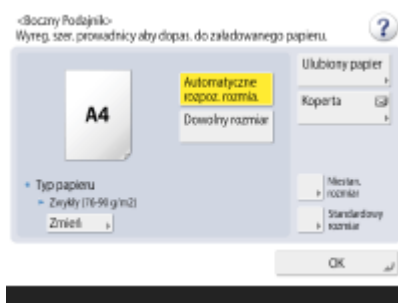 <Boczny Podajnik>
Wyreg. szer. prowadnicy aby dopas. do załadowanego papieru.
?
A4
Automatyczne
rozpoz. rozmia.
Dowolny rozmiar
Ulubiony papier
Koperta
Typ papieru
Zwykły (76-90 g/m2)
Zmień
Niestan.
rozmiar
Standardowy
rozmiar
OK